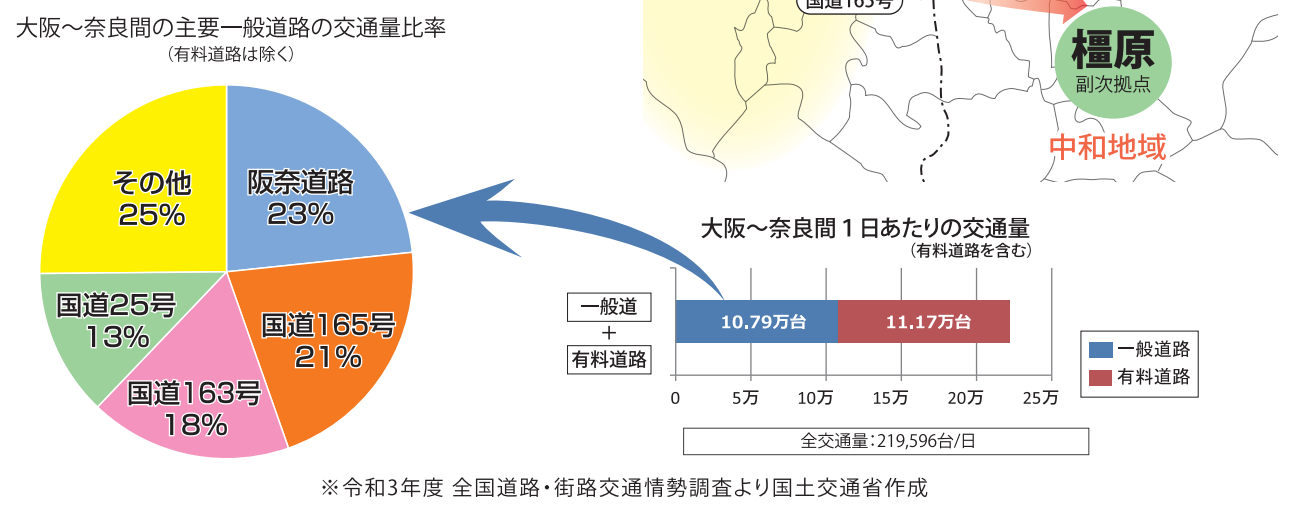 国道163号
橿原
副次拠点
中和地域
大阪～奈良間の主要一般道路の交通量比率
(有料道路は除く)
その他
25%
阪奈道路
23%
国道25号
13%
国道165号
21%
国道163号
18%
大阪～奈良間１日あたりの交通量
(有料道路を含む)
一般道
+
有料道路
10.79万台
11.17万台
0
5万
10万
15万
20万
25万
一般道路
有料道路
全交通量：219,596台/日
※令和3年度 全国道路・街路交通情勢調査より国土交通省作成